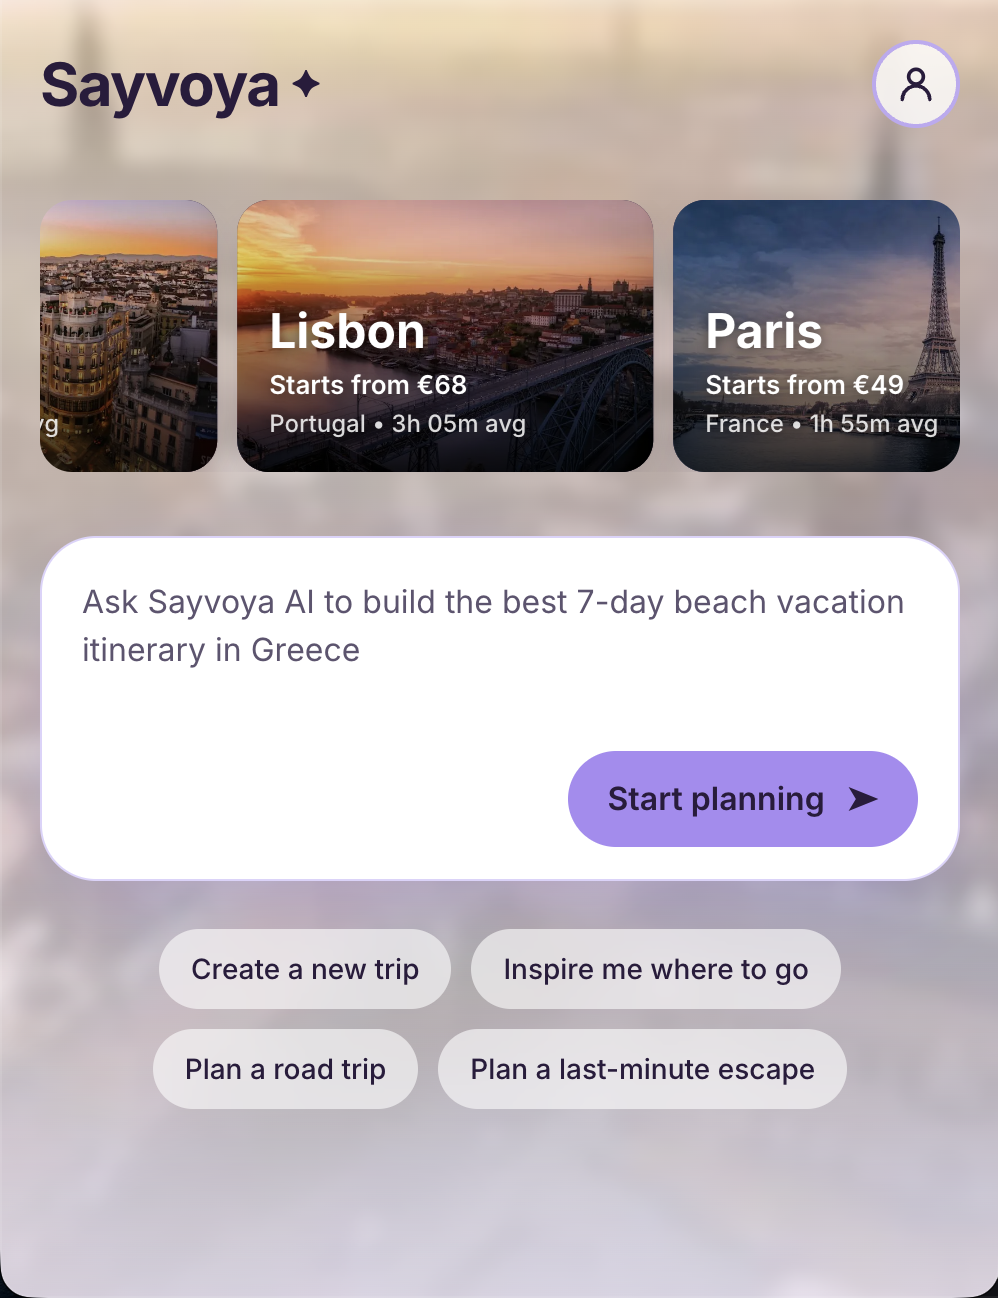 Sayvoya
Lisbon
Starts from €68
Portugal • 3h 05m avg
Paris
Starts from €49
France • 1h 55m avg
Ask Sayvoya AI to build the best 7-day beach vacation
itinerary in Greece
Start planning
Create a new trip
Inspire me where to go
Plan a road trip
Plan a last-minute escape